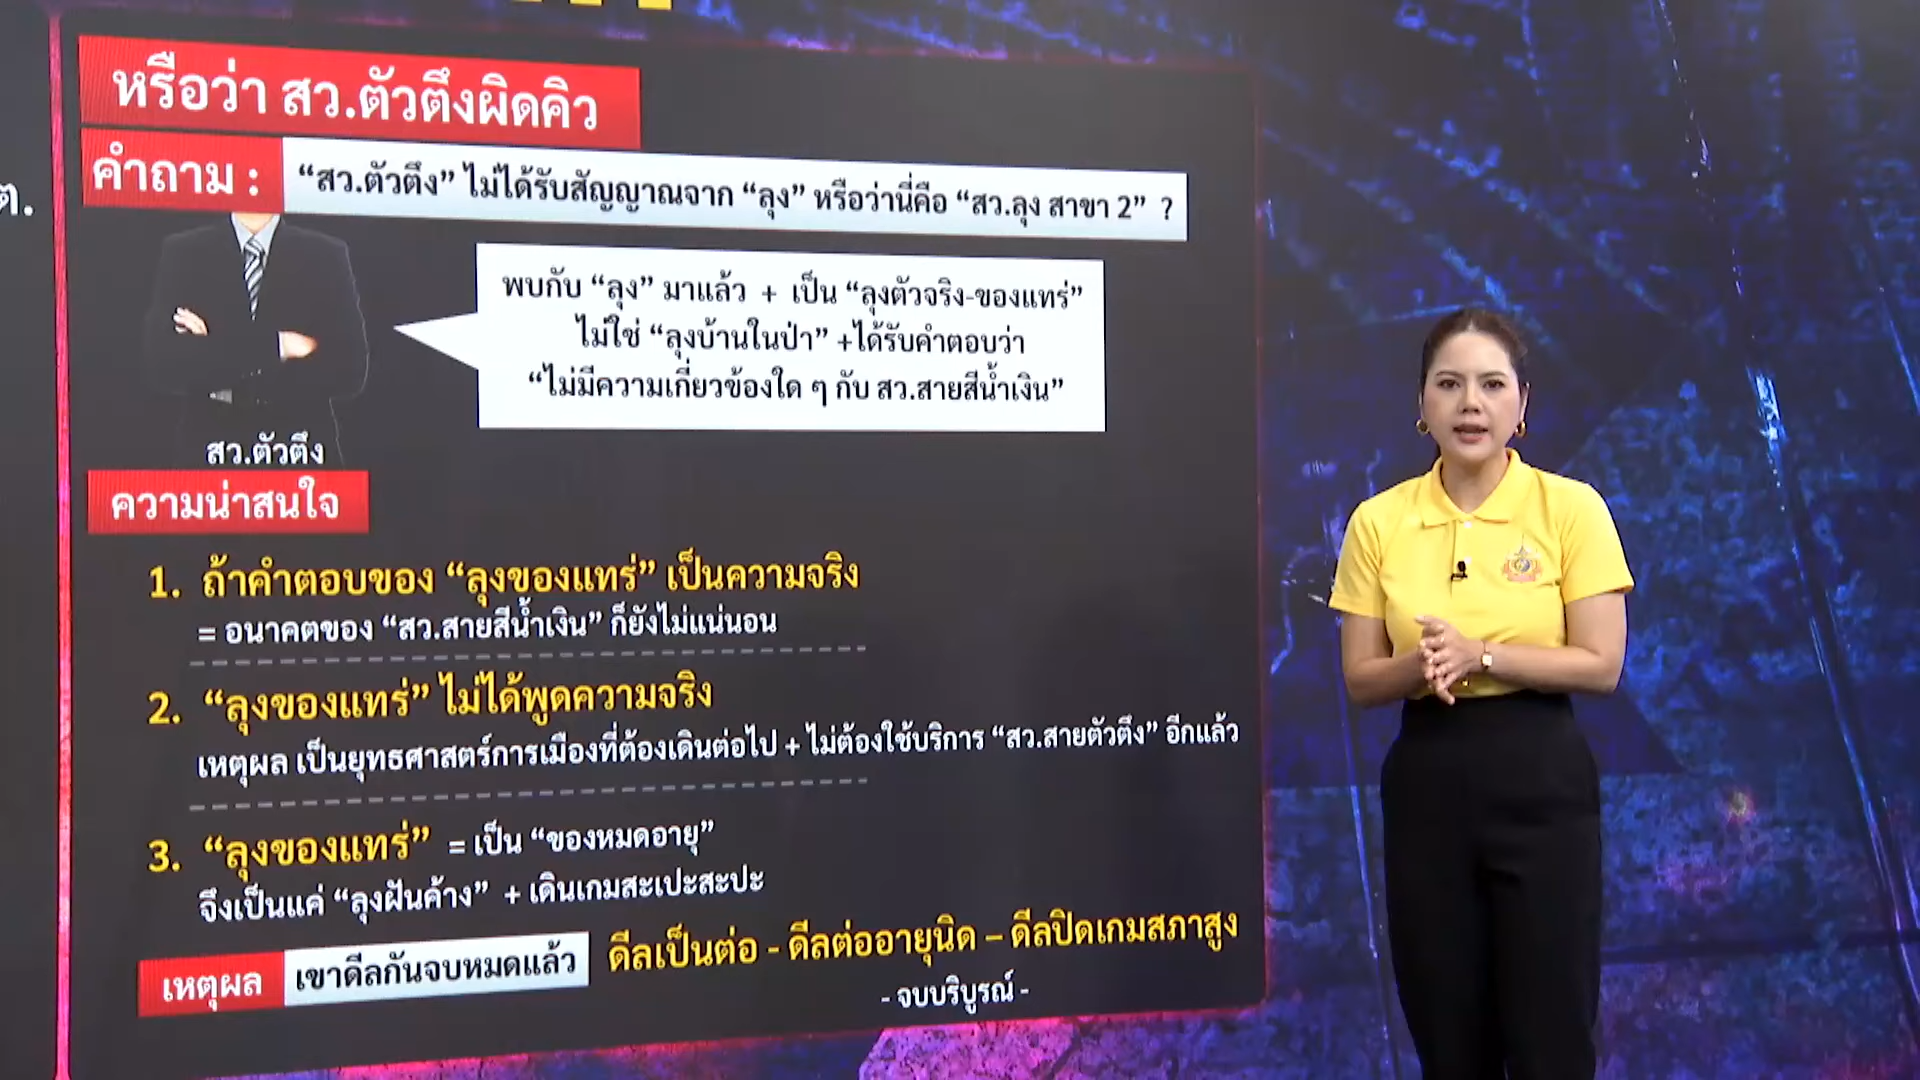 หรือว่า สว.ตัวตึงผิดคิว
คำถาม : “สว.ตัวตึง” ไม่ได้รับสัญญาณจาก “ลุง” หรือว่านี่คือ “สว.ลุง สาขา 2” ?
ต.
พบกับ “ลุง” มาแล้ว + เป็น “ลุงตัวจริง-ของแทร่”
ไม่ใช่ “ลุงบ้านในป่า” +ได้รับคำตอบว่า
“ไม่มีความเกี่ยวข้องใด ๆ กับ สว.สายสีน้ำเงิน”
สว.ตัวตึง
ความน่าสนใจ
1. ถ้าคำตอบของ “ลุงของแทร่” เป็นความจริง
= อนาคตของ “สว.สายสีน้ำเงิน” ก็ยังไม่แน่นอน
2. “ลุงของแทร่” ไม่ได้พูดความจริง
เหตุผล เป็นยุทธศาสตร์การเมืองที่ต้องเดินต่อไป + ไม่ต้องใช้บริการ “สว.สายตัวตึง” อีกแล้ว
3. “ลุงของแทร่” = เป็น “ของหมดอายุ”
จึงเป็นแค่ “ลุงฝันค้าง” + เดินเกมสะเปะสะปะ
เหตุผล เขาดีลกันจบหมดแล้ว ดีลเป็นต่อ - ดีลต่ออายุนิด – ดีลปิดเกมสภาสูง
- จบบริบูรณ์ -